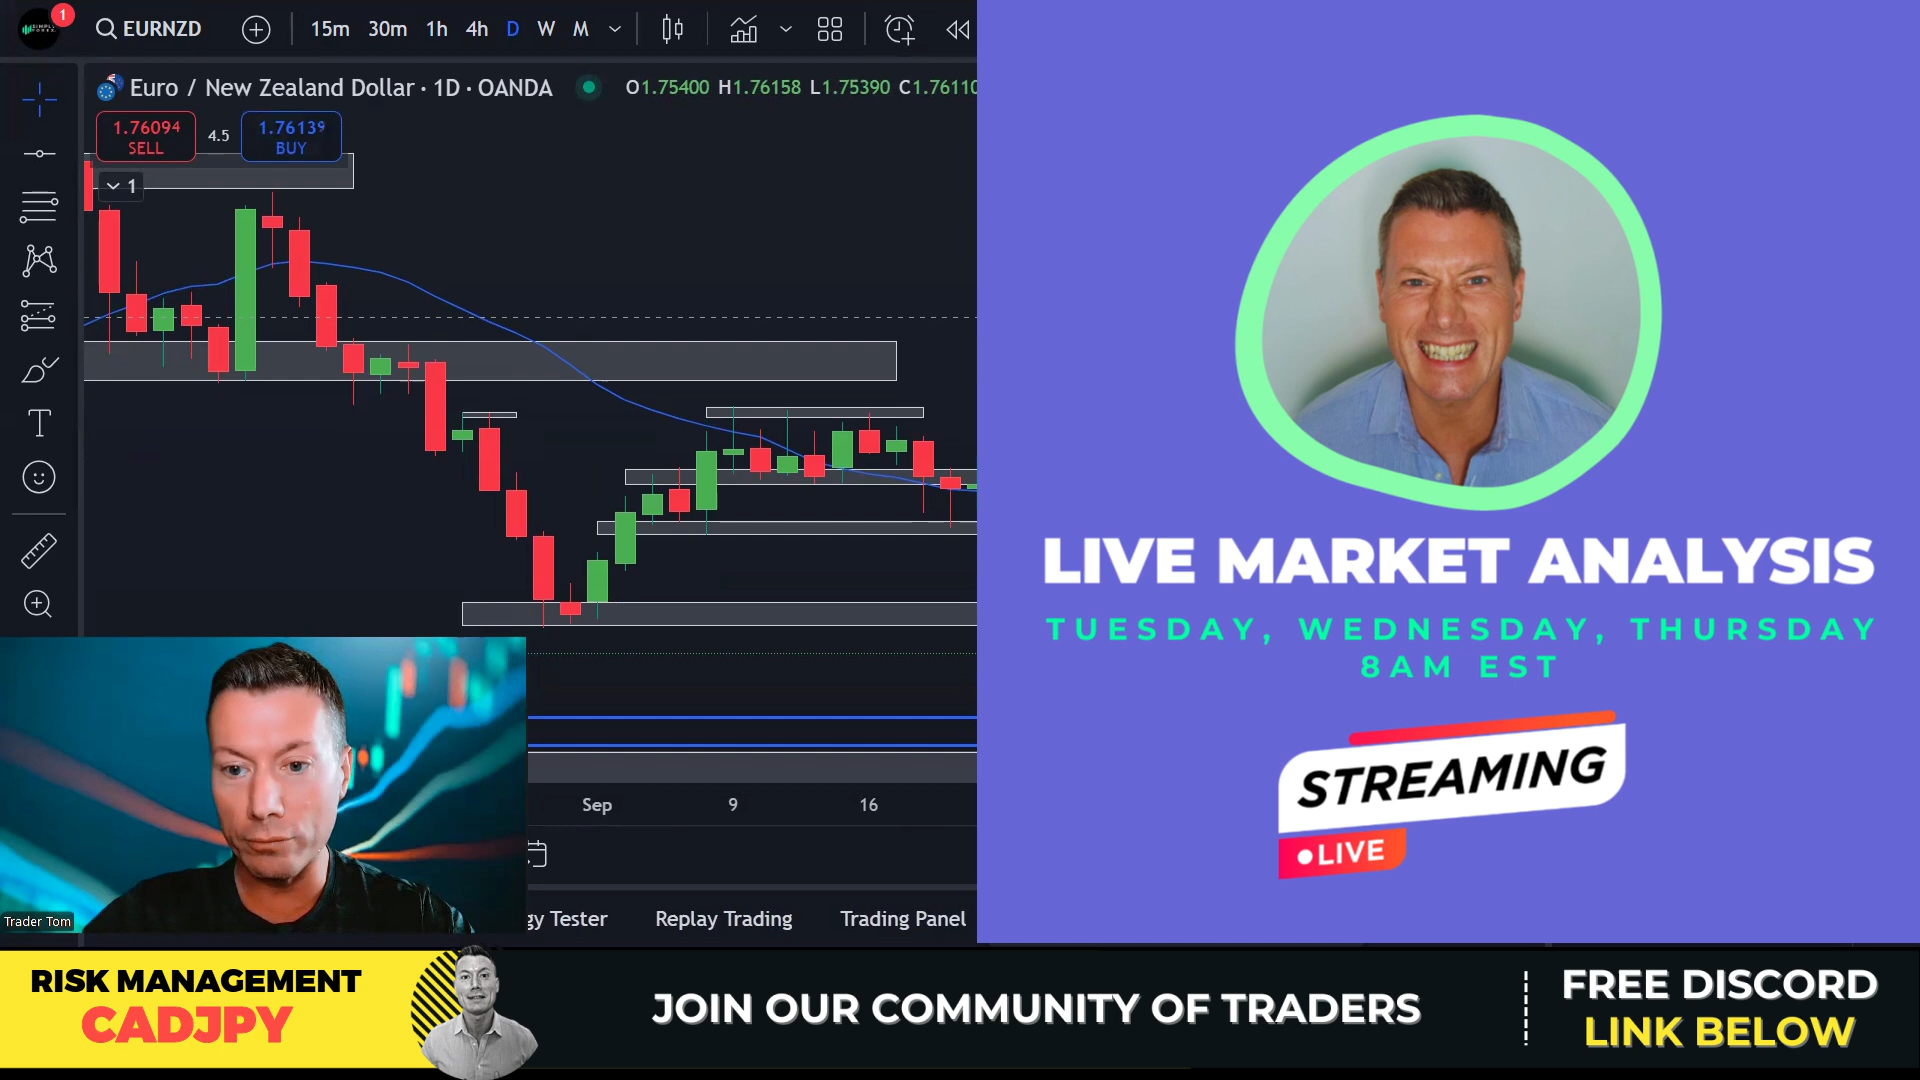 1
EURNZD
15m 30m 1h 4h D W M
Euro / New Zealand Dollar · 1D · OANDA
O1.75400 H1.76158 L1.75390 C1.76110
1.76094
SELL
4.5
1.76139
BUY
1
LIVE MARKET ANALYSIS
TUESDAY, WEDNESDAY, THURSDAY
8AM EST
STREAMING
LIVE
Sep 9 16
Trader Tom
gy Tester Replay Trading Trading Panel
RISK MANAGEMENT
CADJPY
JOIN OUR COMMUNITY OF TRADERS
FREE DISCORD
LINK BELOW